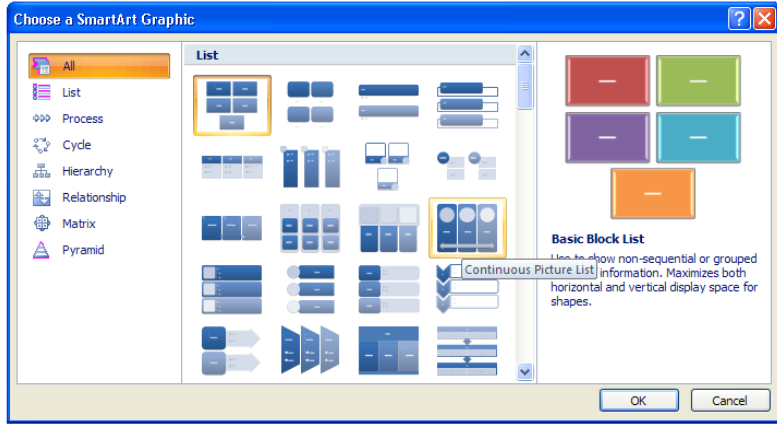 Choose a SmartArt Graphic
All
List
Process
Cycle
Hierarchy
Relationship
Matrix
Pyramid
List
Continuous Picture List
Basic Block List
Use to show non-sequential or grouped
information. Maximizes both
horizontal and vertical display space for
shapes.
OK
Cancel